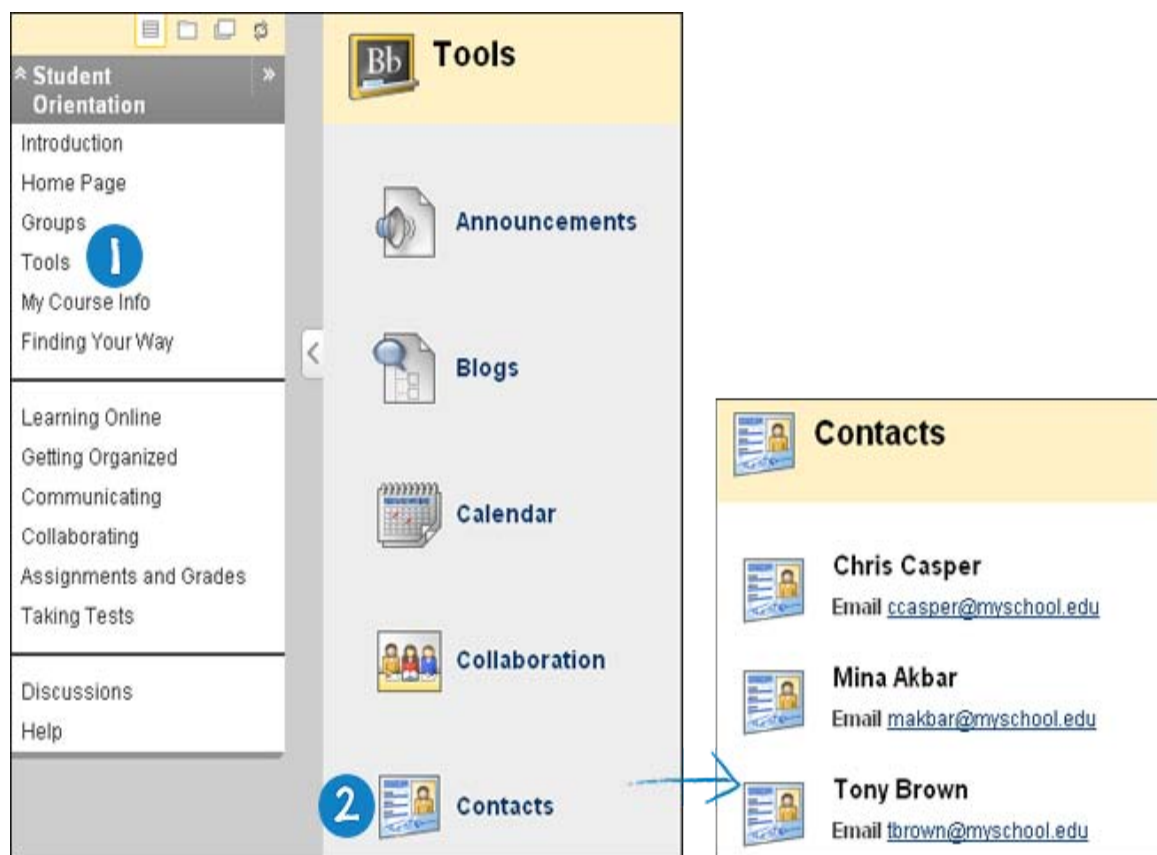 Student
Orientation
Introduction
Home Page
Groups
Tools
1
My Course Info
Finding Your Way
Learning Online
Getting Organized
Communicating
Collaborating
Assignments and Grades
Taking Tests
Discussions
Help
Bb
Tools
Announcements
Blogs
Calendar
Collaboration
2
Contacts
Contacts
Chris Casper
Email ccasper@myschool.edu
Mina Akbar
Email makbar@myschool.edu
Tony Brown
Email tbrown@myschool.edu